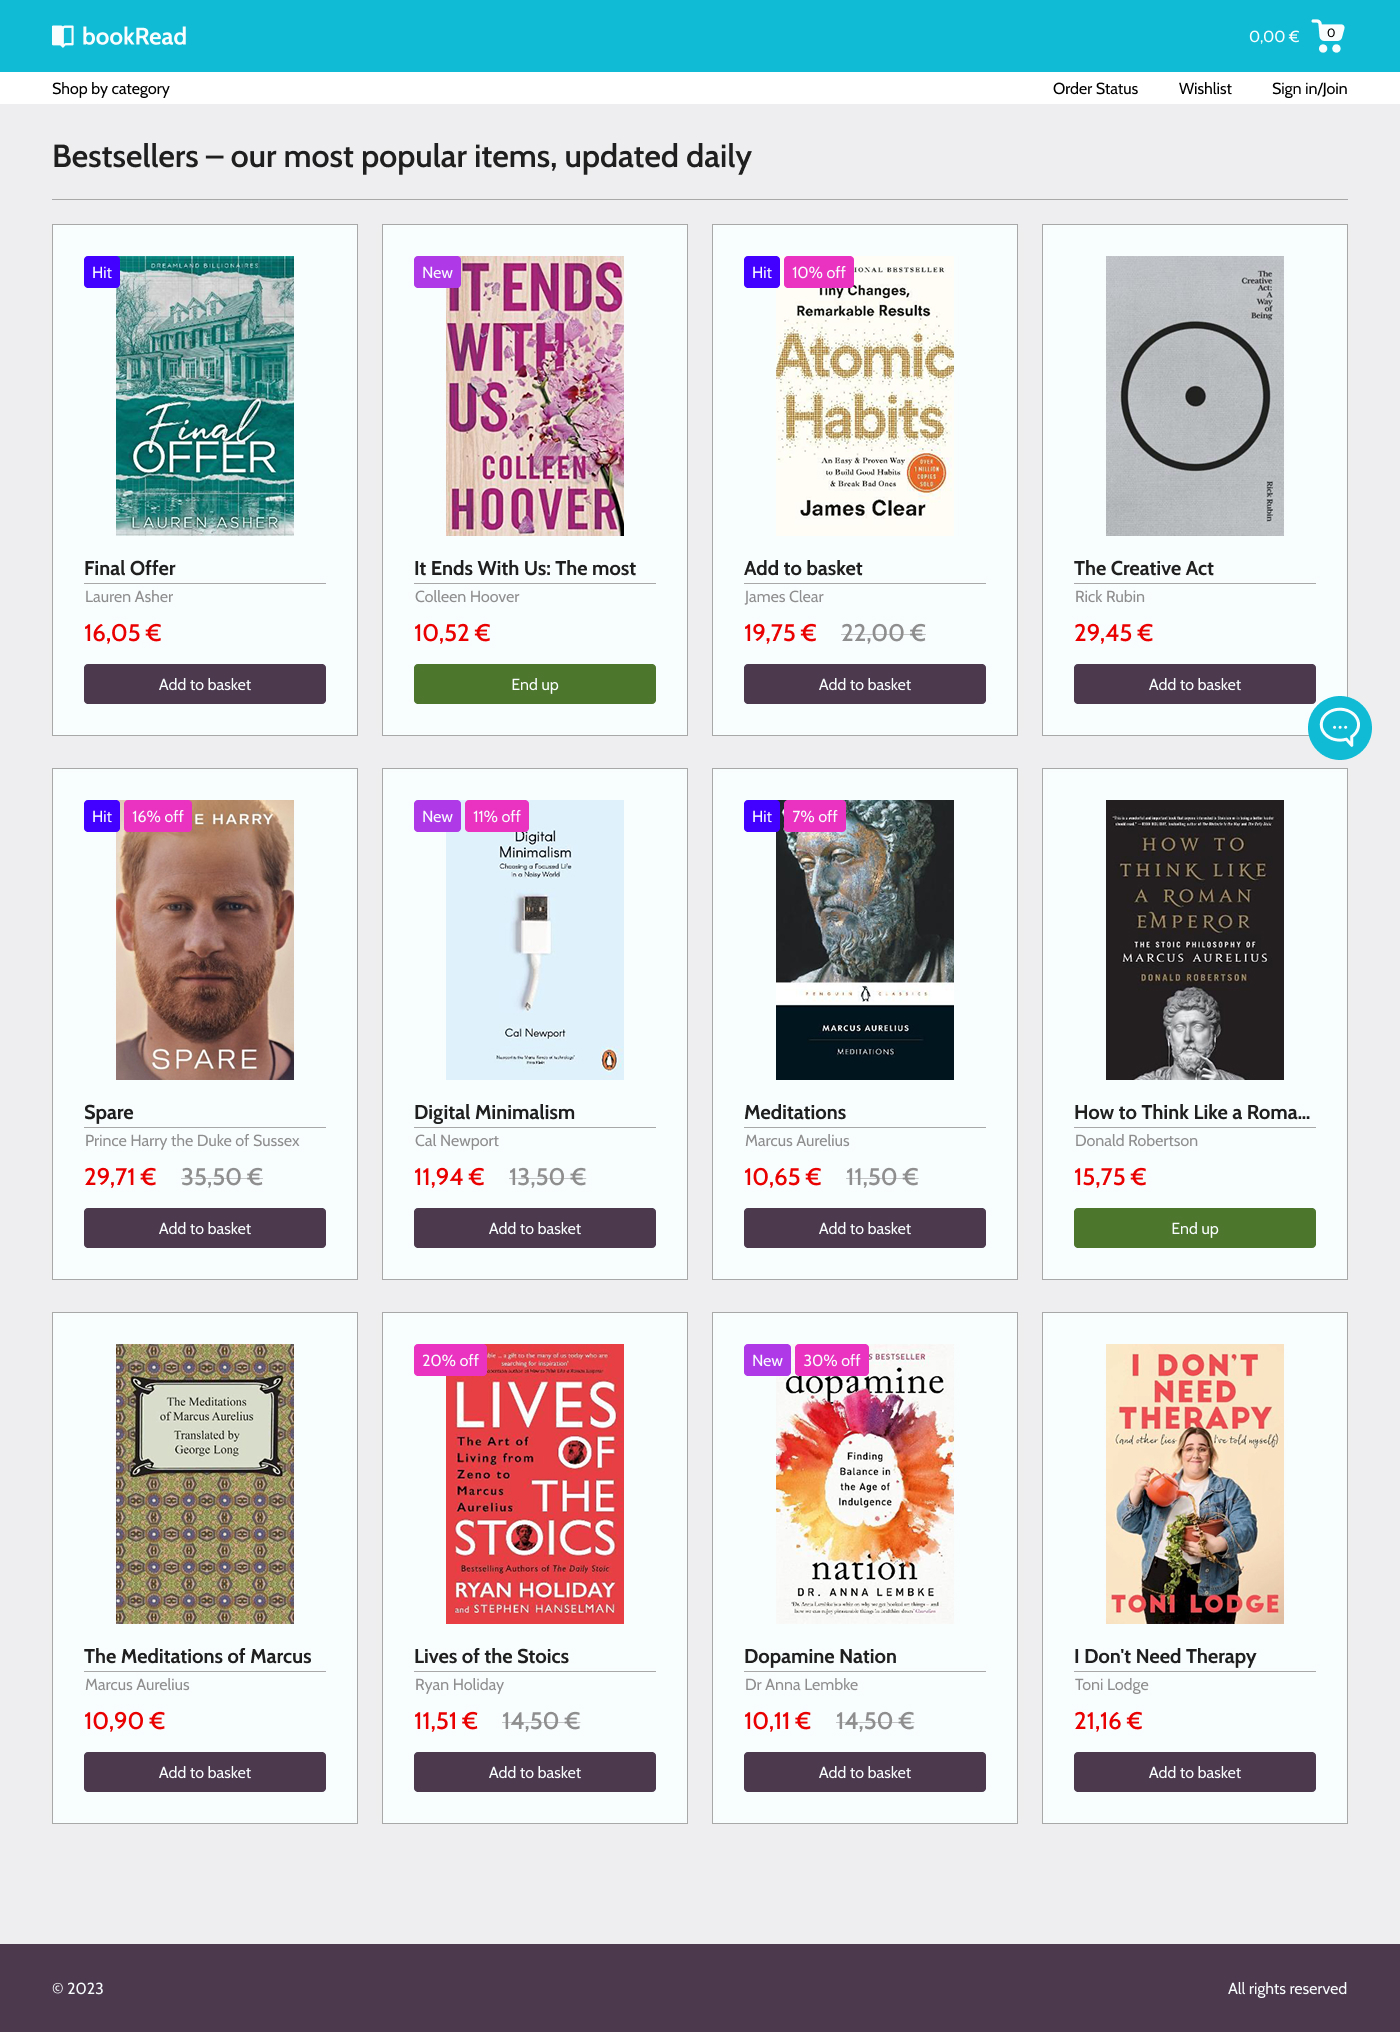 bookRead
0,00 €
0
Shop by category
Order Status
Wishlist
Sign in/Join
Bestsellers – our most popular items, updated daily
Hit
DREAMLAND BILLIONAIRES
Final
OFFER
LAUREN ASHER
Final Offer
Lauren Asher
16,05 €
Add to basket
New
IT ENDS
WITH
US
COLLEEN
HOOVER
It Ends With Us: The most
Colleen Hoover
10,52 €
End up
Hit
10% off
IONAL BESTSELLER
Tiny Changes,
Remarkable Results
Atomic
Habits
An Easy & Proven Way
to Build Good Habits
& Break Bad Ones
OVER
1 MILLION
COPIES
SOLD
James Clear
Add to basket
James Clear
19,75 €
22,00 €
Add to basket
The
Creative
Act:
A
Way
of
Being
Rick Rubin
The Creative Act
Rick Rubin
29,45 €
Add to basket
Hit
16% off
E HARRY
SPARE
Spare
Prince Harry the Duke of Sussex
29,71 €
35,50 €
Add to basket
New
11% off
Digital
Minimalism
Choosing a Focused Life
in a Noisy World
Cal Newport
Digital Minimalism
Cal Newport
11,94 €
13,50 €
Add to basket
Hit
7% off
PENGUIN
CLASSICS
MARCUS AURELIUS
MEDITATIONS
Meditations
Marcus Aurelius
10,65 €
11,50 €
Add to basket
HOW TO
THINK LIKE
A ROMAN
EMPEROR
THE STOIC PHILOSOPHY OF
MARCUS AURELIUS
DONALD ROBERTSON
How to Think Like a Roma...
Donald Robertson
15,75 €
End up
The Meditations
of Marcus Aurelius
Translated by
George Long
The Meditations of Marcus
Marcus Aurelius
10,90 €
Add to basket
20% off
a gift to the many of us today who are
searching for inspiration'
LIVES
OF
THE
STOICS
The Art of
Living from
Zeno to
Marcus
Aurelius
Bestselling Authors of The Daily Stoic
RYAN HOLIDAY
and STEPHEN HANSELMAN
Lives of the Stoics
Ryan Holiday
11,51 €
14,50 €
Add to basket
New
30% off
S BESTSELLER
dopamine
Finding
Balance in
the Age of
Indulgence
nation
DR. ANNA LEMBKE
Dopamine Nation
Dr Anna Lembke
10,11 €
14,50 €
Add to basket
I DON'T
NEED
THERAPY
(and other lies I've told myself)
TONI LODGE
I Don't Need Therapy
Toni Lodge
21,16 €
Add to basket
© 2023
All rights reserved